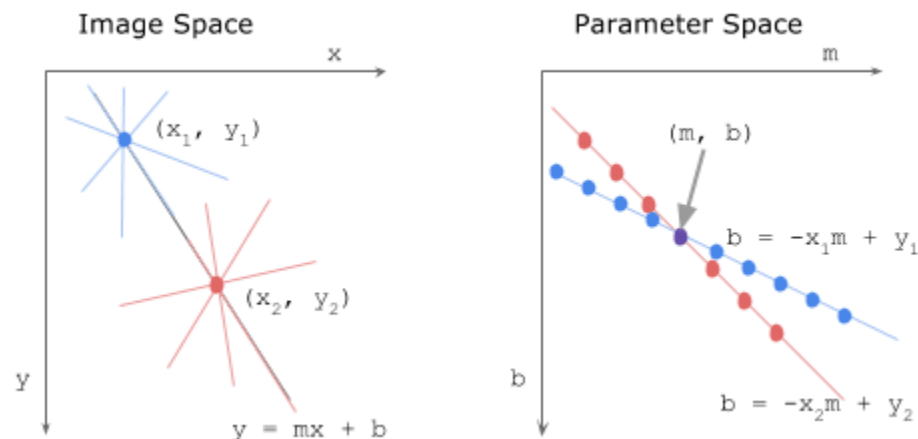 Image Space
x
(x₁, y₁)
(x₂, y₂)
y
y = mx + b
Parameter Space
m
(m, b)
b = -x₁m + y₁
b
b = -x₂m + y₂